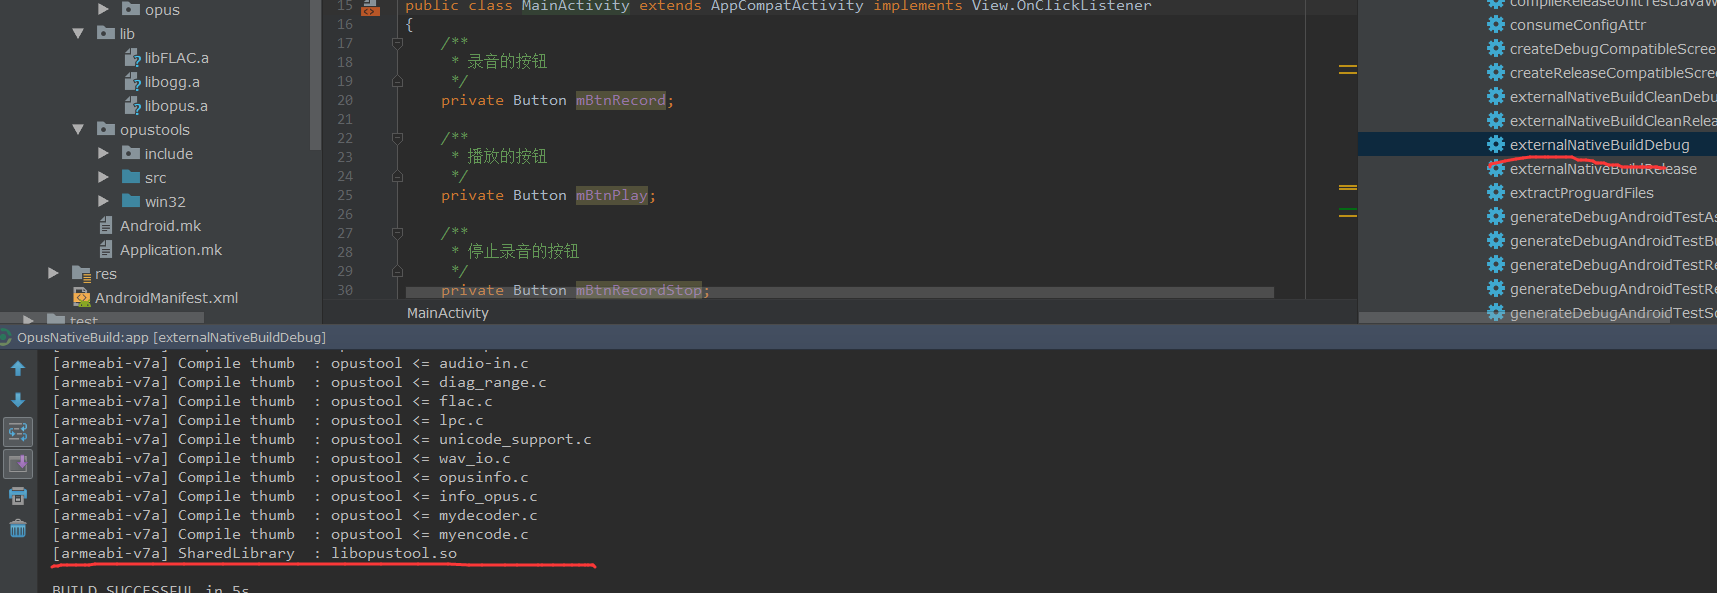 opus
lib
libFLAC.a
libogg.a
libopus.a
opustools
include
src
win32
Android.mk
Application.mk
res
AndroidManifest.xml
test
15 public class MainActivity extends AppCompatActivity implements View.OnClickListener
16 {
17 /**
18 * 录音的按钮
19 */
20 private Button mBtnRecord;
21
22 /**
23 * 播放的按钮
24 */
25 private Button mBtnPlay;
26
27 /**
28 * 停止录音的按钮
29 */
30 private Button mBtnRecordStop;
MainActivity
compileReleaseUnitTestJavaW
consumeConfigAttr
createDebugCompatibleScree
createReleaseCompatibleScree
externalNativeBuildCleanDebu
externalNativeBuildCleanRelea
externalNativeBuildDebug
externalNativeBuildRelease
extractProguardFiles
generateDebugAndroidTestAs
generateDebugAndroidTestBu
generateDebugAndroidTestRe
generateDebugAndroidTestRe
generateDebugAndroidTestSo
OpusNativeBuild:app [externalNativeBuildDebug]
[armeabi-v7a] Compile thumb : opustool <= audio-in.c
[armeabi-v7a] Compile thumb : opustool <= diag_range.c
[armeabi-v7a] Compile thumb : opustool <= flac.c
[armeabi-v7a] Compile thumb : opustool <= lpc.c
[armeabi-v7a] Compile thumb : opustool <= unicode_support.c
[armeabi-v7a] Compile thumb : opustool <= wav_io.c
[armeabi-v7a] Compile thumb : opustool <= opusinfo.c
[armeabi-v7a] Compile thumb : opustool <= info_opus.c
[armeabi-v7a] Compile thumb : opustool <= mydecoder.c
[armeabi-v7a] Compile thumb : opustool <= myencode.c
[armeabi-v7a] SharedLibrary : libopustool.so
BUILD SUCCESSFUL in 5s